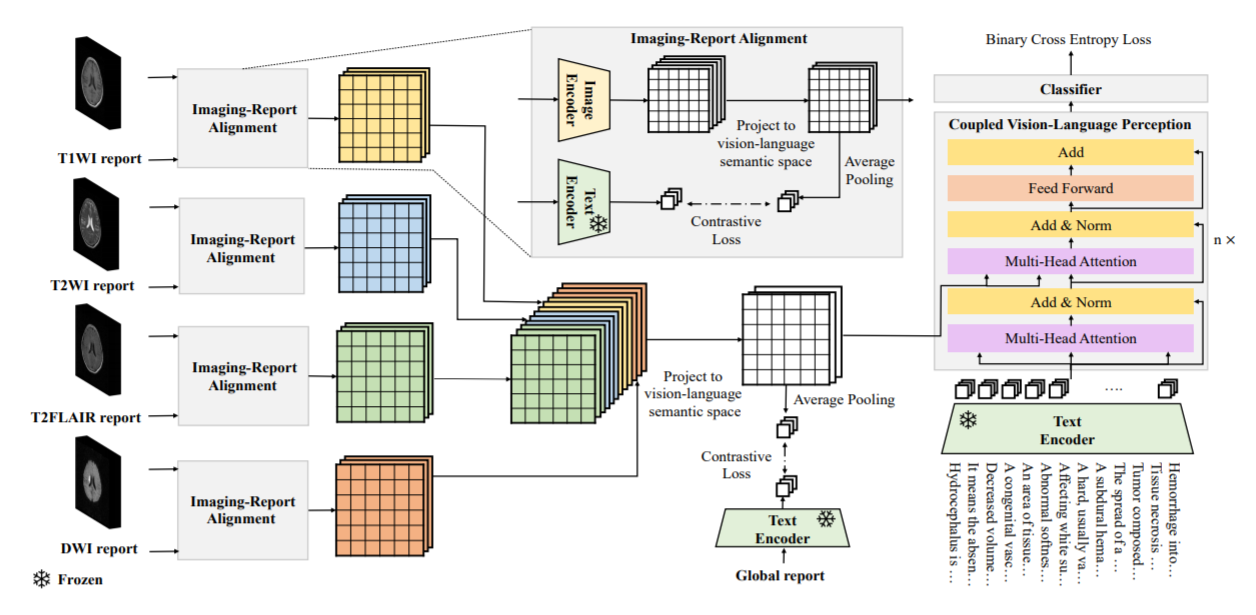 T1WI report
T2WI report
T2FLAIR report
DWI report
Frozen
Imaging-Report
Alignment
Imaging-Report
Alignment
Imaging-Report
Alignment
Imaging-Report
Alignment
Imaging-Report Alignment
Image
Encoder
Text
Encoder
Project to
vision-language
semantic space
Average
Pooling
Contrastive
Loss
Project to
vision-language
semantic space
Average Pooling
Contrastive
Loss
Text
Encoder
Global report
Binary Cross Entropy Loss
Classifier
Coupled Vision-Language Perception
Add
Feed Forward
Add & Norm
Multi-Head Attention
Add & Norm
Multi-Head Attention
n ×
....
Text
Encoder
Hydrocephalus is …
It means the absen…
Decreased volume…
A congenital vasc…
An area of tissue…
Abnormal softnes…
Affecting white su…
A hard, usually va…
A subdural hema…
The spread of a …
Tumor composed…
Tissue necrosis …
Hemorrhage into…